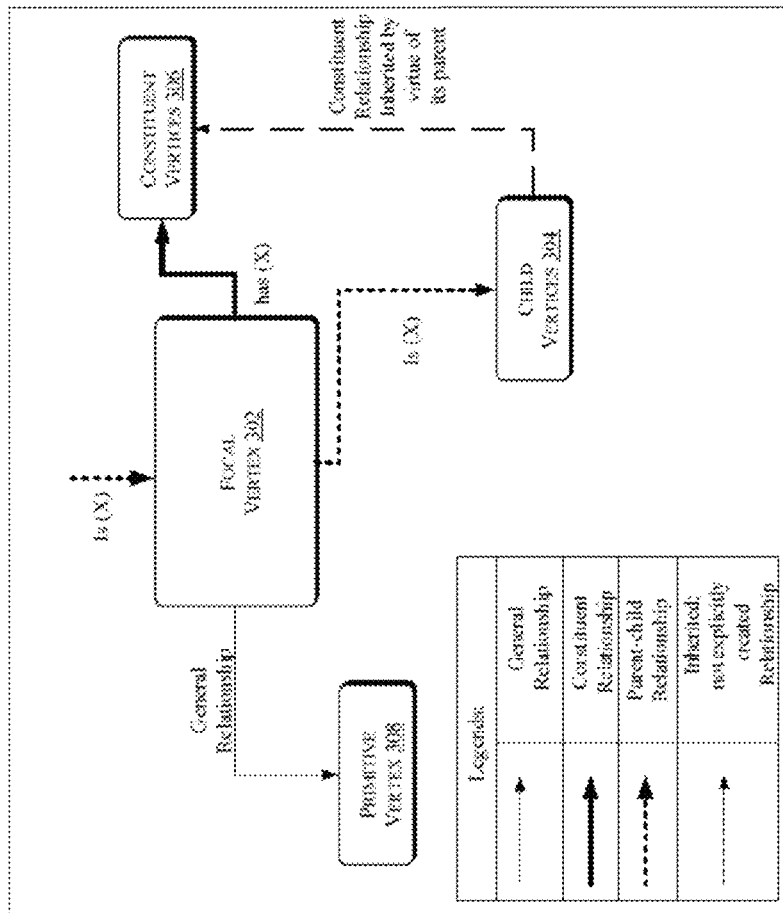 Is (X)
FOCAL
VERTEX 302
has (X)
CONSTITUENT
VERTICES 306
General
Relationship
PRIMITIVE
VERTEX 308
Is (X)
CHILD
VERTICES 304
Constituent
Relationship
Inherited by
virtue of
its parent
Legends:
General
Relationship
Constituent
Relationship
Parent-child
Relationship
Inherited;
not explicitly
created
Relationship